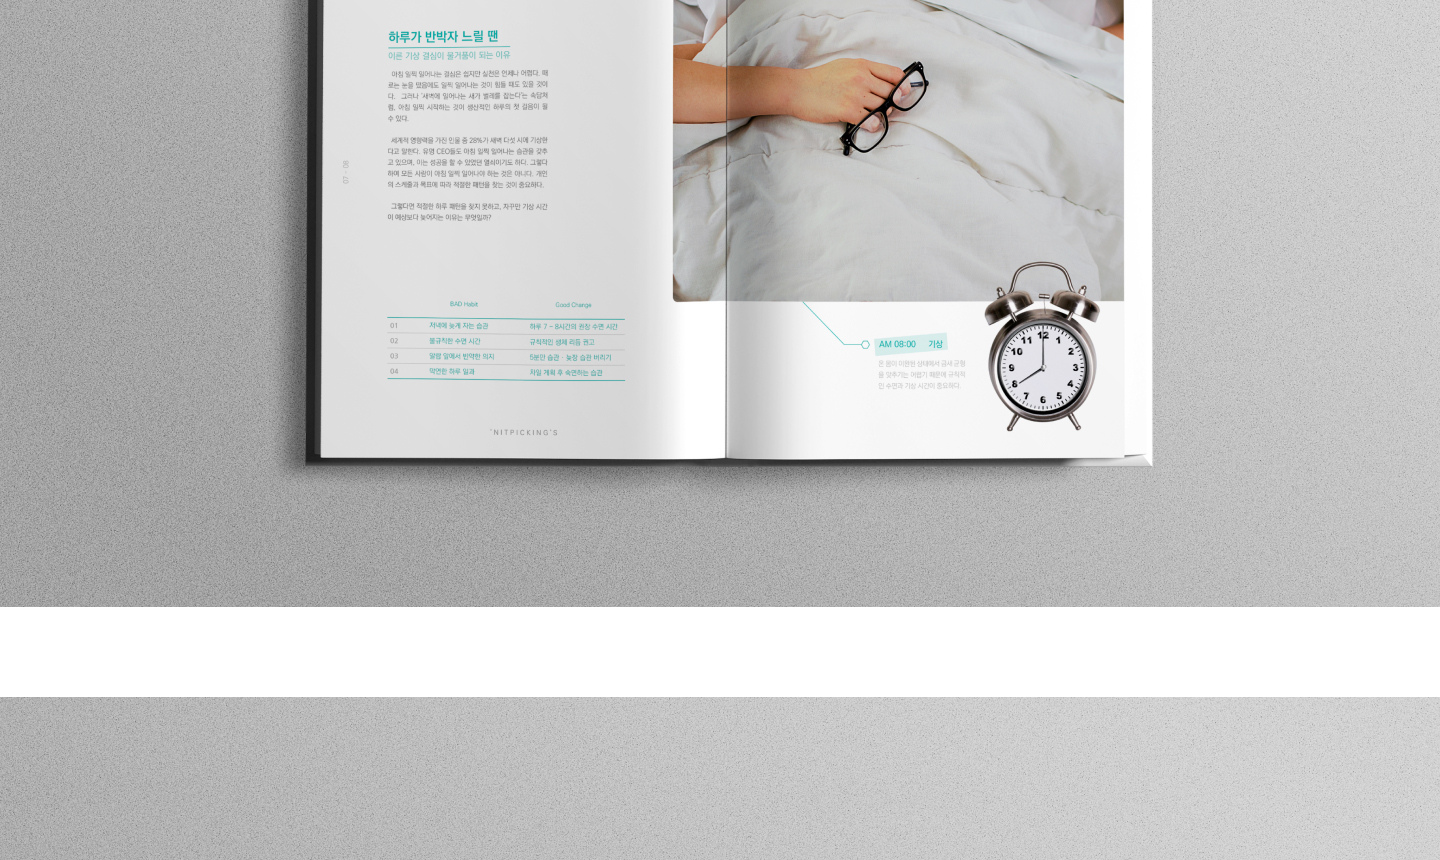 하루가 반박자 느릴 땐
이른 기상 결심이 물거품이 되는 이유
아침 일찍 일어나는 결심은 쉽지만 실천은 언제나 어렵다. 때
로는 눈을 떴음에도 일찍 일어나는 것이 힘들 때도 있을 것이
다. 그러나 '새벽에 일어나는 새가 벌레를 잡는다'는 속담처
럼, 아침 일찍 시작하는 것이 생산적인 하루의 첫 걸음이 될
수 있다.
세계적 영향력을 가진 인물 중 28%가 새벽 다섯 시에 기상한
다고 말한다. 유명 CEO들도 아침 일찍 일어나는 습관을 갖추
고 있으며, 이는 성공을 할 수 있었던 열쇠이기도 하다. 그렇다
하여 모든 사람이 아침 일찍 일어나야 하는 것은 아니다. 개인
의 스케줄과 목표에 따라 적절한 패턴을 찾는 것이 중요하다.
그렇다면 적절한 하루 패턴을 찾지 못하고, 자꾸만 기상 시간
이 예상보다 늦어지는 이유는 무엇일까?
07 - 08
BAD Habit Good Change
01 저녁에 늦게 자는 습관 하루 7 - 8시간의 권장 수면 시간
02 불규칙한 수면 시간 규칙적인 생체 리듬 권고
03 알람 앞에서 빈약한 의지 5분만 습관 · 늦장 습관 버리기
04 막연한 하루 일과 자일 계획 후 숙면하는 습관
'NITPICKING'S
AM 08:00 기상
온 몸이 이완된 상태에서 금세 균형
을 맞추기는 어렵기 때문에 규칙적
인 수면과 기상 시간이 중요하다.
12
11 1
10 2
9 3
8 4
7 5
6